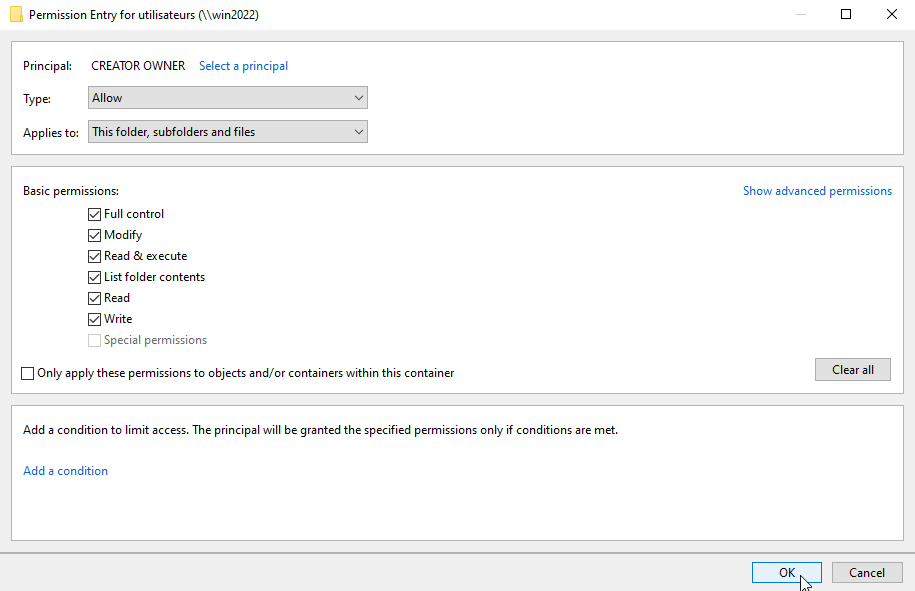 Permission Entry for utilisateurs (\\win2022)
Principal: CREATOR OWNER Select a principal
Type: Allow
Applies to: This folder, subfolders and files
Basic permissions: Show advanced permissions
Full control
Modify
Read & execute
List folder contents
Read
Write
Special permissions
Only apply these permissions to objects and/or containers within this container
Clear all
Add a condition to limit access. The principal will be granted the specified permissions only if conditions are met.
Add a condition
OK Cancel